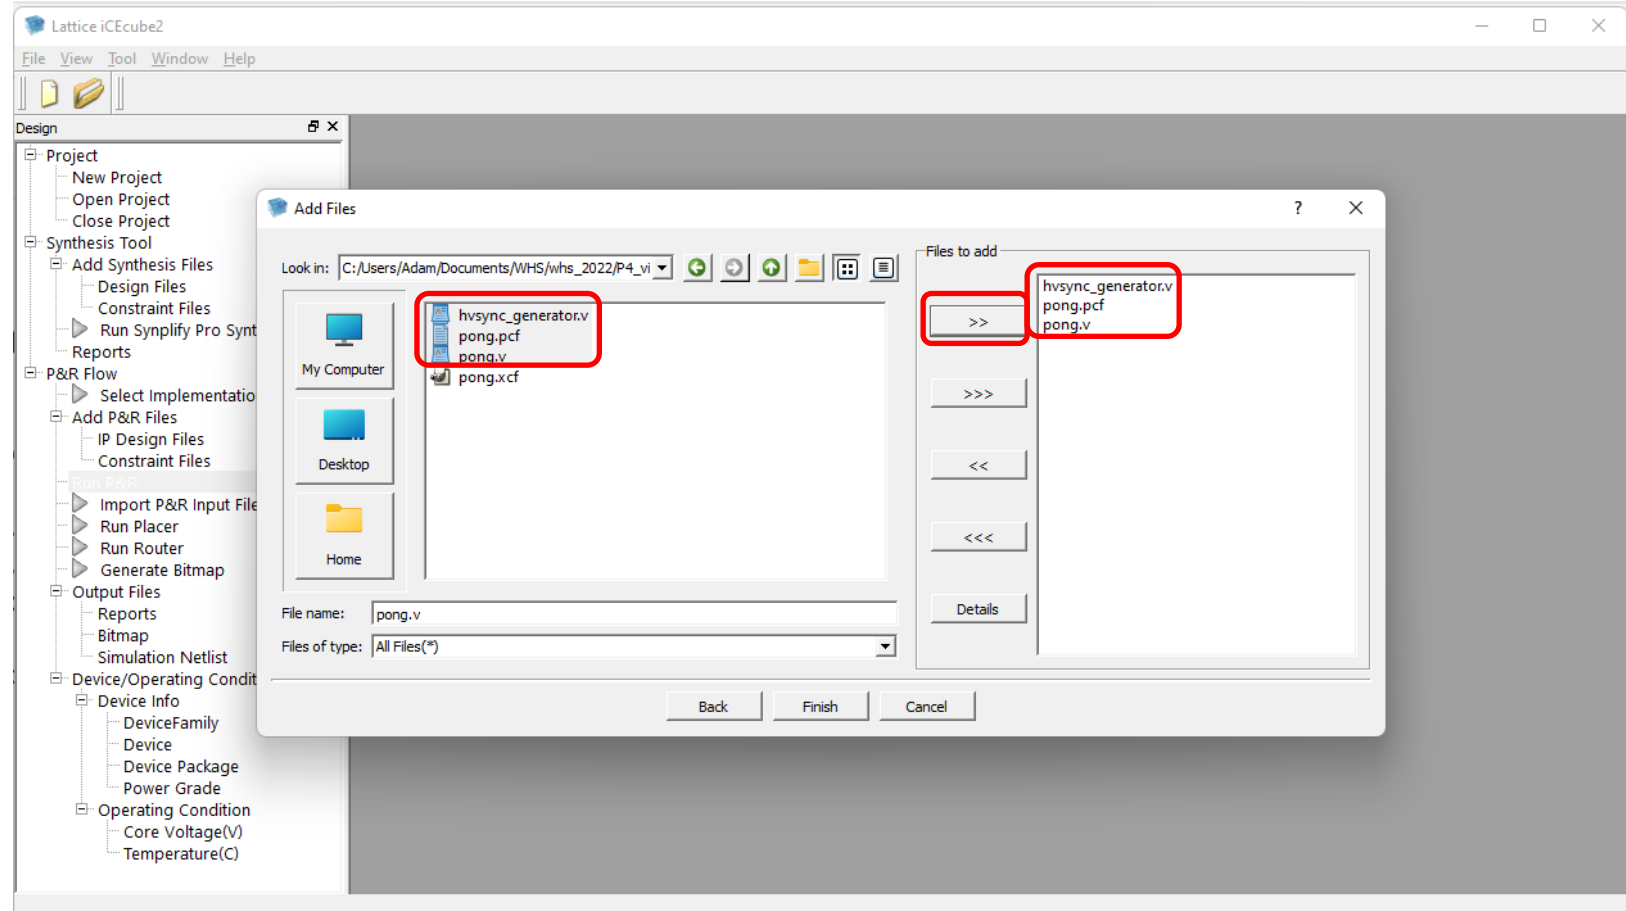 Lattice iCEcube2
File View Tool Window Help
Design
Project
New Project
Open Project
Close Project
Synthesis Tool
Add Synthesis Files
Design Files
Constraint Files
Run Synplify Pro Synt
Reports
P&R Flow
Select Implementatio
Add P&R Files
IP Design Files
Constraint Files
Run P&R
Import P&R Input File
Run Placer
Run Router
Generate Bitmap
Output Files
Reports
Bitmap
Simulation Netlist
Device/Operating Condit
Device Info
DeviceFamily
Device
Device Package
Power Grade
Operating Condition
Core Voltage(V)
Temperature(C)
Add Files
?
Look in: C:/Users/Adam/Documents/WHS/whs_2022/P4_vi
My Computer
Desktop
Home
hvsync_generator.v
pong.pcf
pong.v
pong.xcf
File name: pong.v
Files of type: All Files(*)
Files to add
>>
>>>
<<
<<<
Details
hvsync_generator.v
pong.pcf
pong.v
Back Finish Cancel